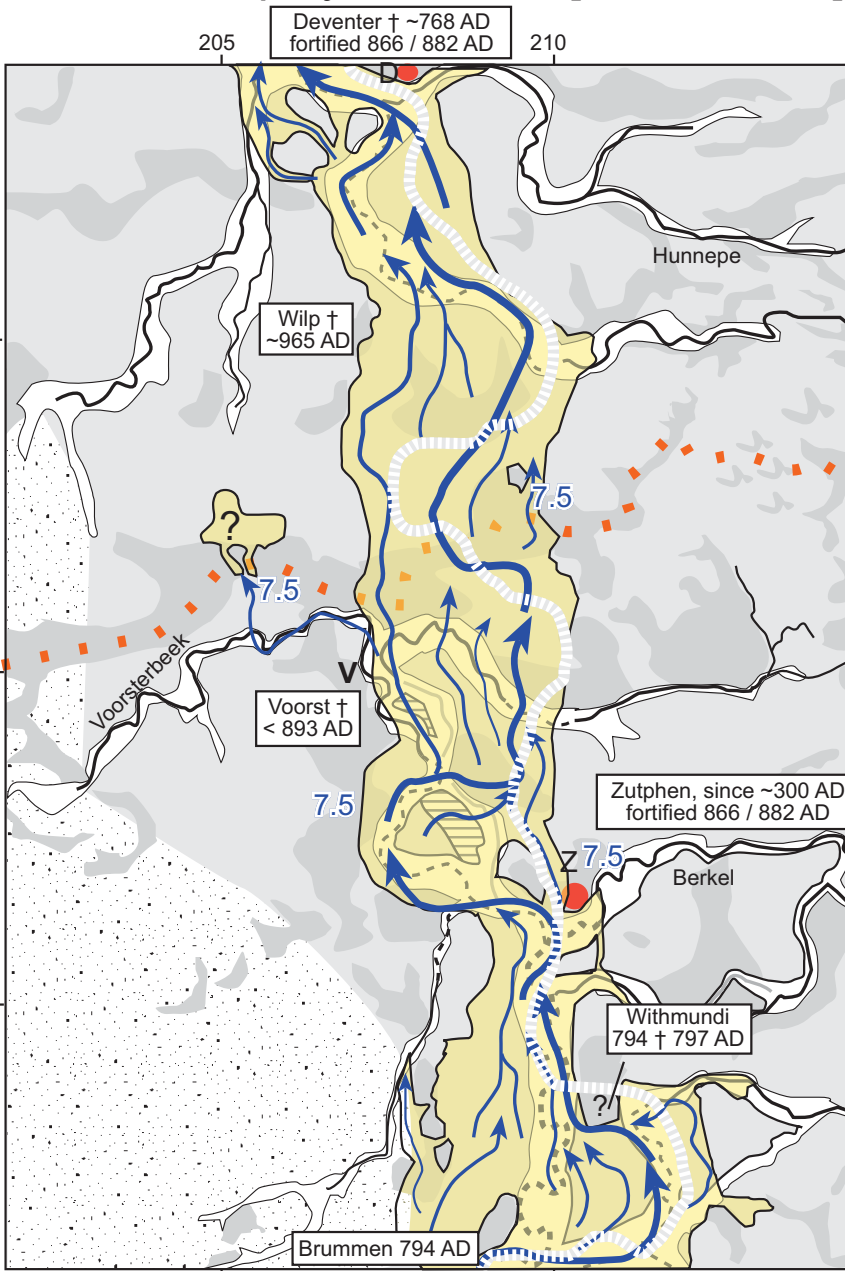 Deventer † ~768 AD
fortified 866 / 882 AD
205
210
D
Hunnepe
Wilp †
~965 AD
7.5
?
7.5
Voorsterbeek
V
Voorst †
< 893 AD
7.5
Zutphen, since ~300 AD
fortified 866 / 882 AD
Z 7.5
Berkel
Withmundi
794 † 797 AD
?
Brummen 794 AD